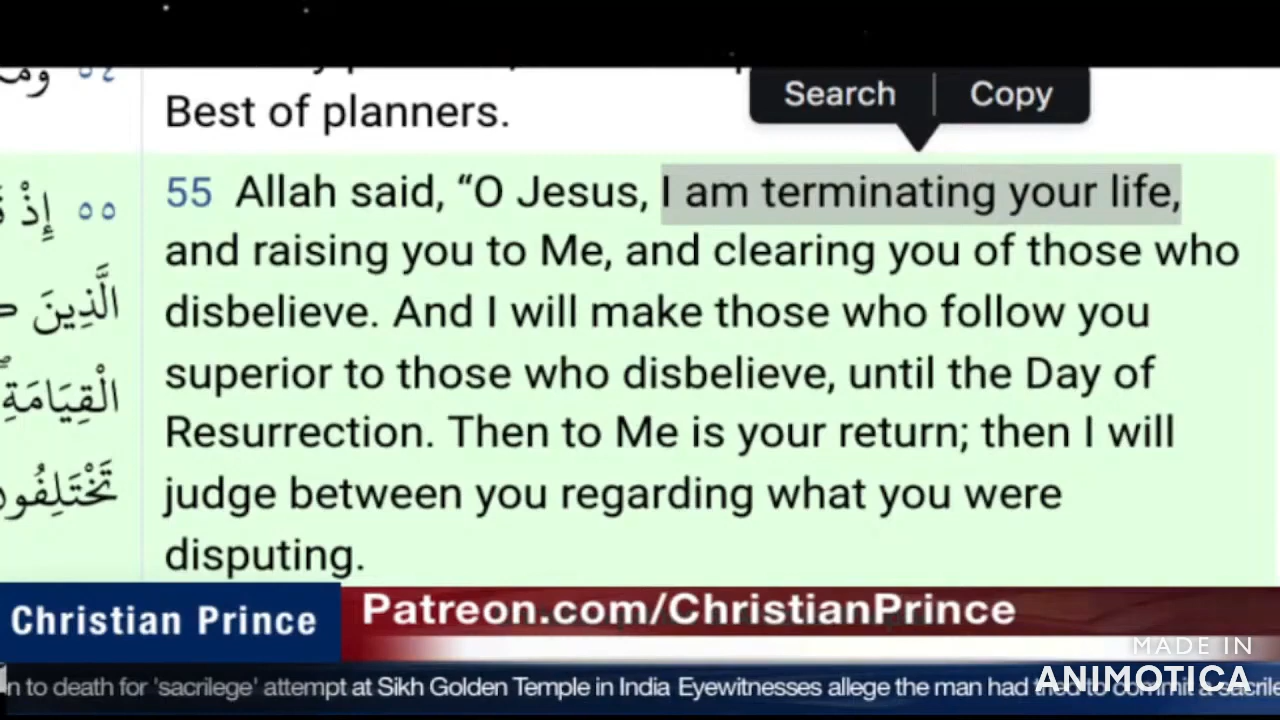 Search Copy
Best of planners.
55 Allah said, “O Jesus, I am terminating your life,
and raising you to Me, and clearing you of those who
disbelieve. And I will make those who follow you
superior to those who disbelieve, until the Day of
Resurrection. Then to Me is your return; then I will
judge between you regarding what you were
disputing.
٥٥ إِذْ
الَّذِينَ
الْقِيَامَةِ
Christian Prince
Patreon.com/ChristianPrince
MADE IN
ANIMOTICA
n to death for 'sacrilege' attempt at Sikh Golden Temple in India Eyewitnesses allege the man had tried to commit a